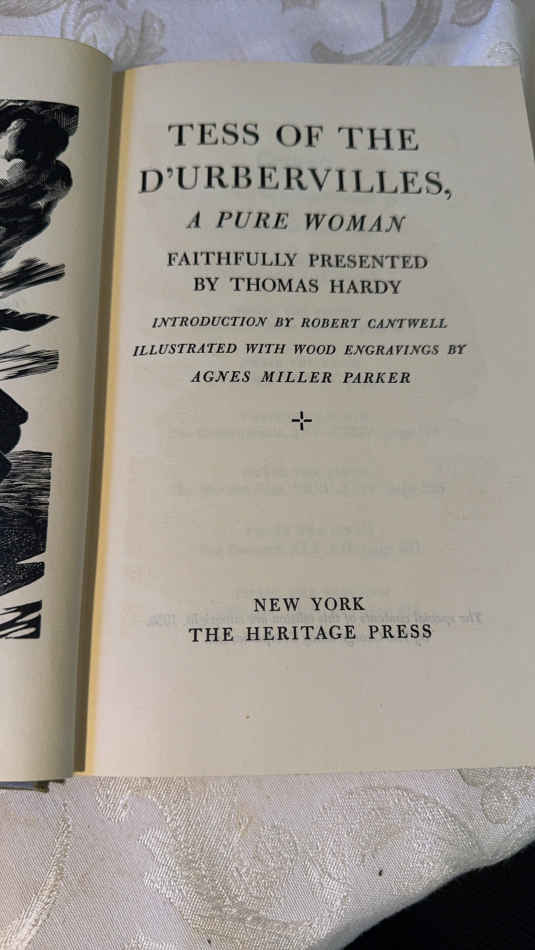 TESS OF THE
D'URBERVILLES,
A PURE WOMAN
FAITHFULLY PRESENTED
BY THOMAS HARDY
INTRODUCTION BY ROBERT CANTWELL
ILLUSTRATED WITH WOOD ENGRAVINGS BY
AGNES MILLER PARKER
NEW YORK
THE HERITAGE PRESS